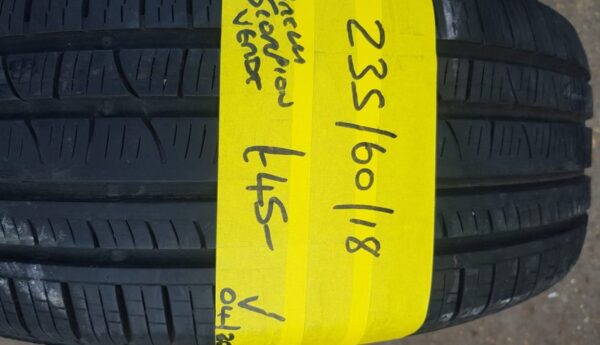 235/60/18
SCORPION
VERDE
£45-
V